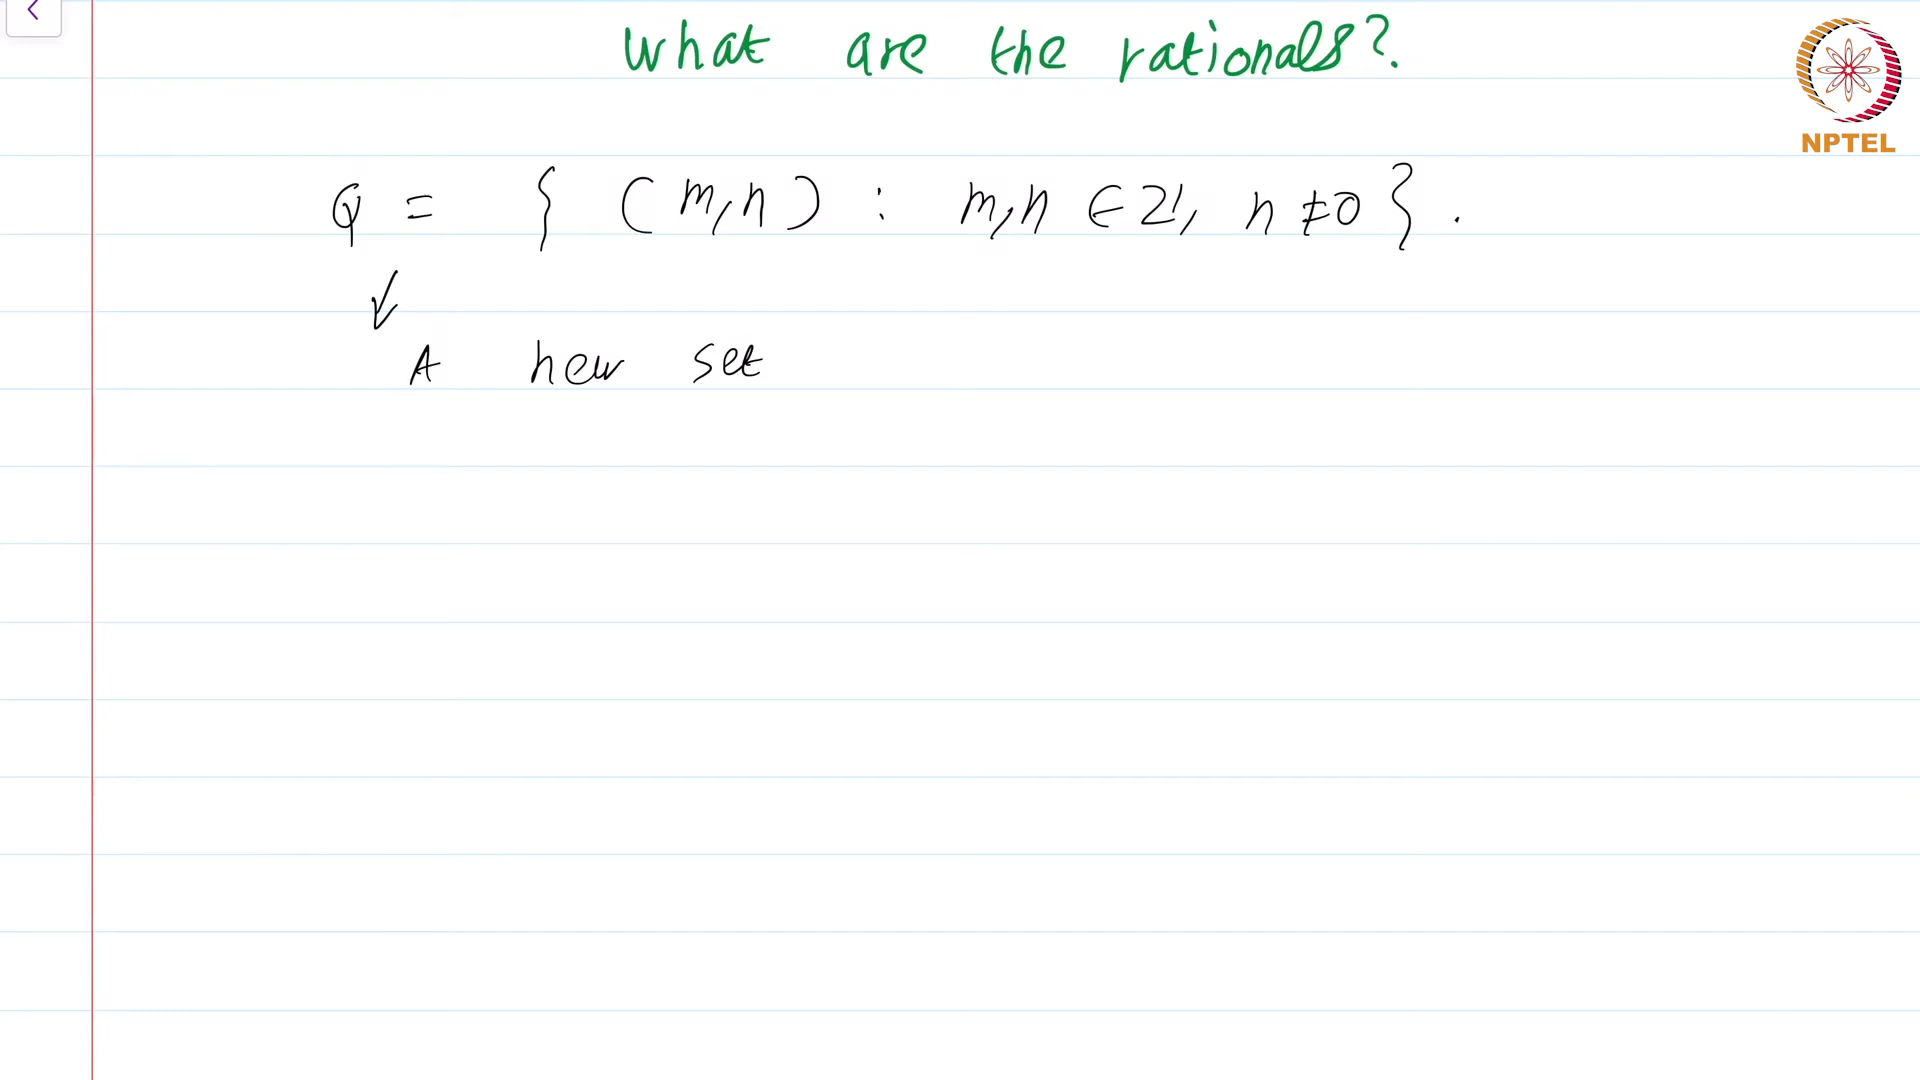 What are the rationals?
NPTEL
Q = { (m,n) : m,n ∈ ℤ, n ≠ 0 } .
A new set